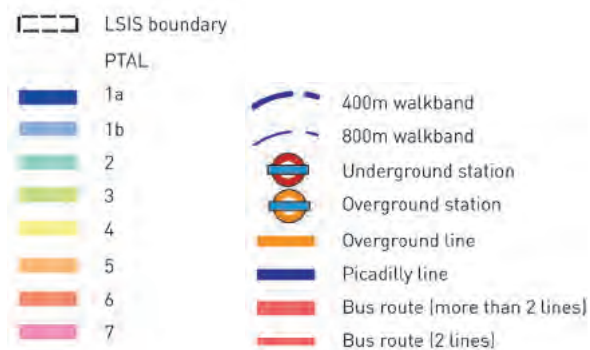 LSIS boundary
PTAL
1a
1b
2
3
4
5
6
7
400m walkband
800m walkband
Underground station
Overground station
Overground line
Picadilly line
Bus route (more than 2 lines)
Bus route (2 lines)